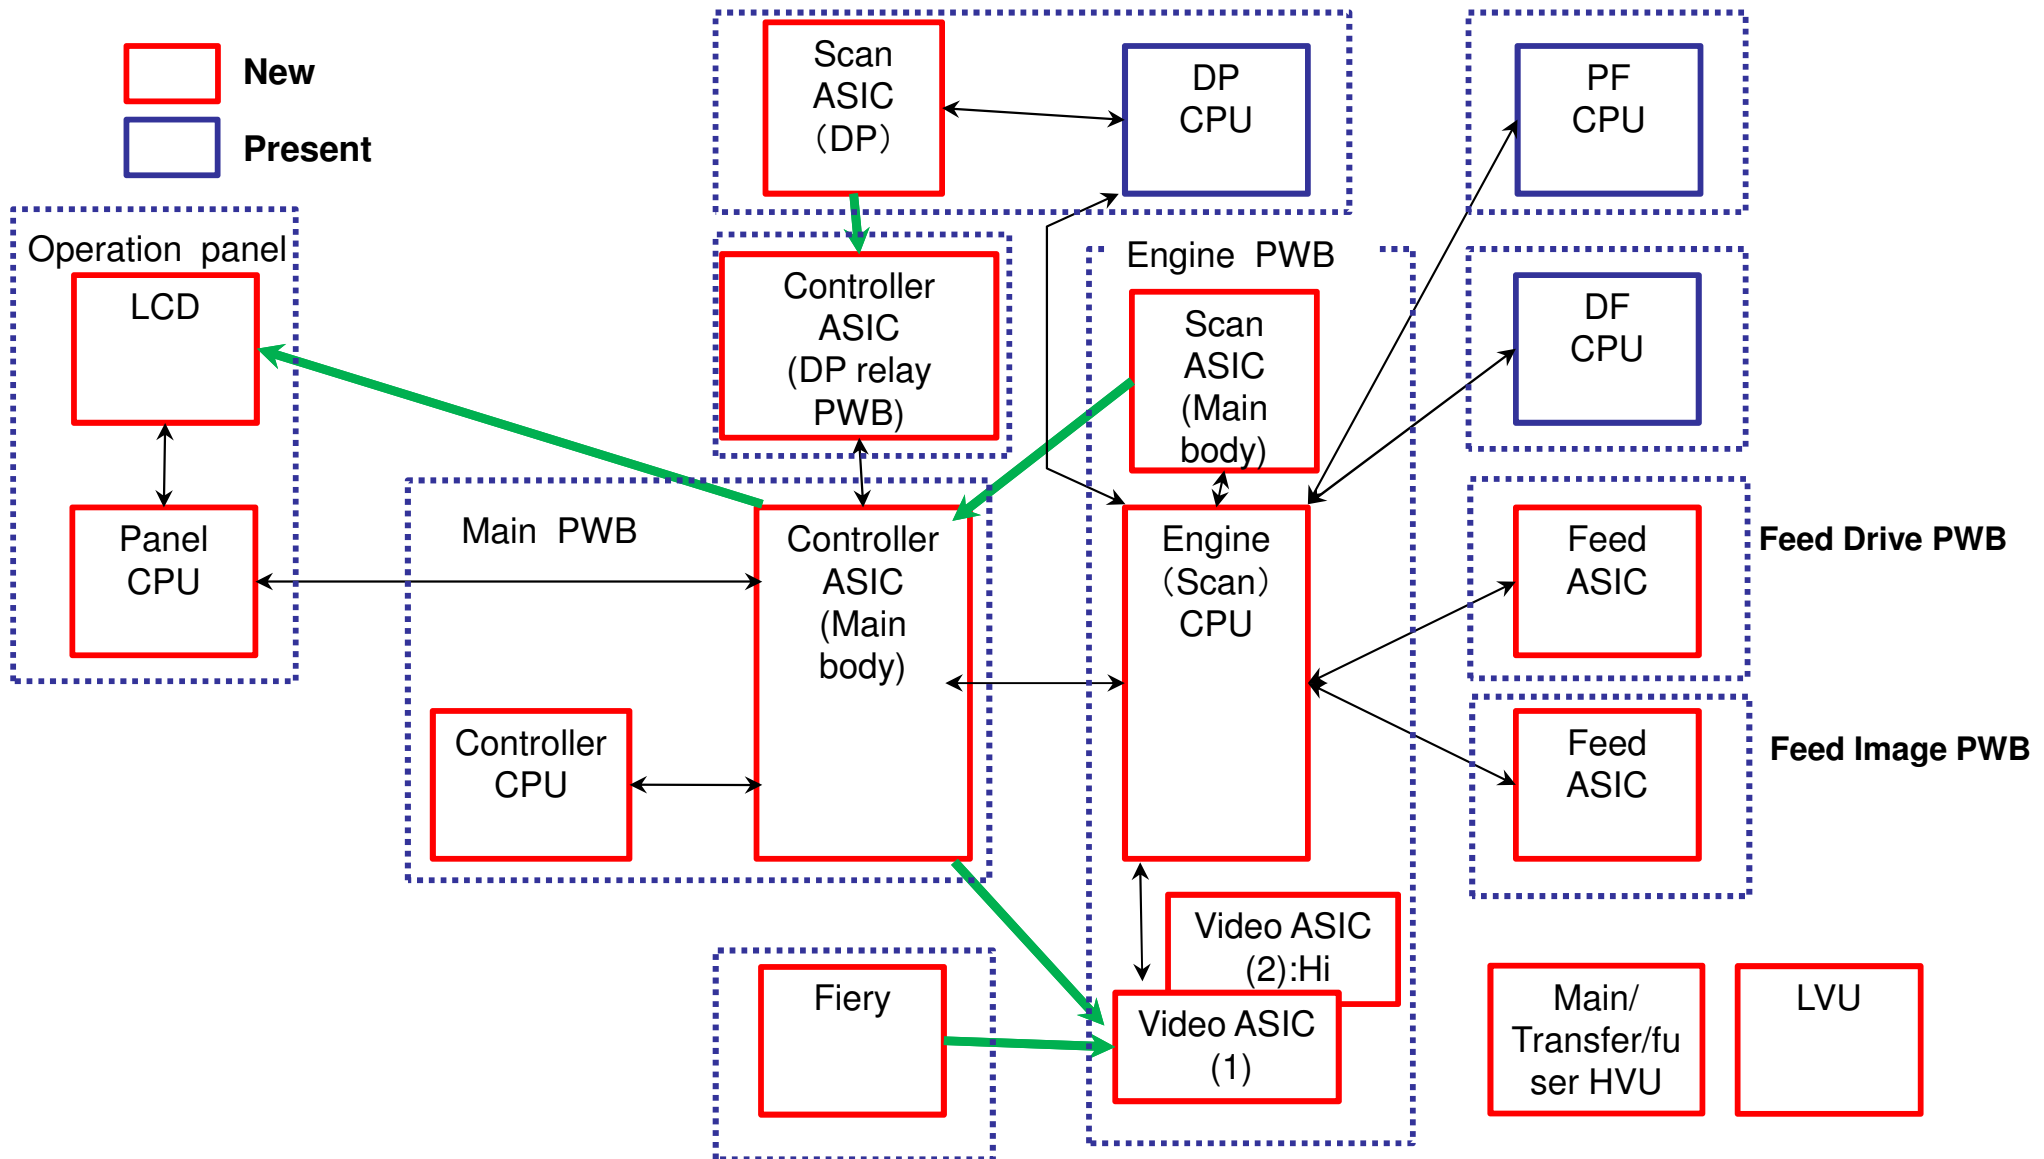 New
Present
Scan
ASIC
（DP）
DP
CPU
PF
CPU
Operation panel
LCD
Controller
ASIC
(DP relay
PWB)
Engine PWB
Scan
ASIC
(Main
body)
DF
CPU
Panel
CPU
Main PWB
Controller
ASIC
(Main
body)
Engine
（Scan）
CPU
Feed
ASIC
Feed Drive PWB
Controller
CPU
Feed
ASIC
Feed Image PWB
Video ASIC
(2):Hi
Fiery
Video ASIC
(1)
Main/
Transfer/fu
ser HVU
LVU